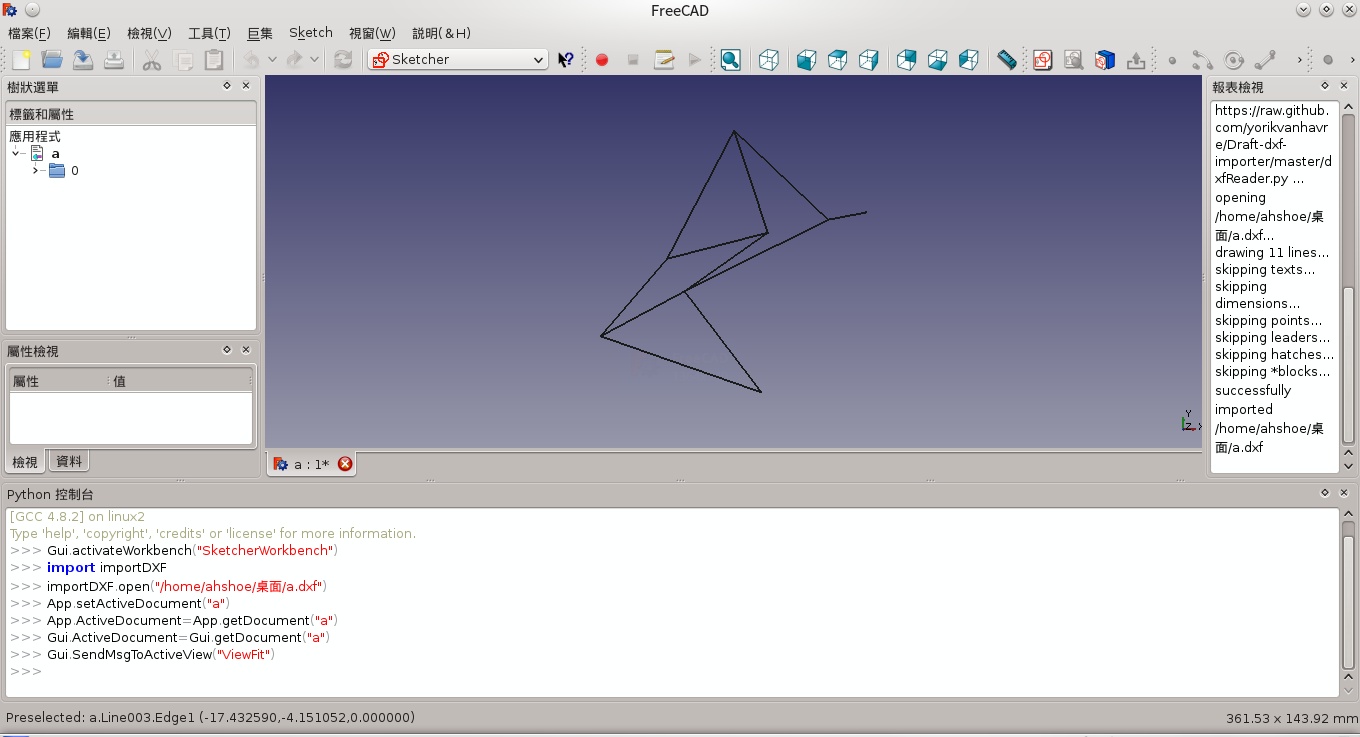 FreeCAD
檔案(F) 編輯(E) 檢視(V) 工具(T) 巨集 Sketch 視窗(W) 說明(&H)
Sketcher
樹狀選單
標籤和屬性
應用程式
a
0
屬性檢視
屬性 值
檢視 資料
a : 1*
Y
Z X
報表檢視
https://raw.github.
com/yorikvanhavr
e/Draft-dxf-
importer/master/d
xfReader.py ...
opening
/home/ahshoe/桌
面/a.dxf...
drawing 11 lines...
skipping texts...
skipping
dimensions...
skipping points...
skipping leaders...
skipping hatches...
skipping *blocks...
successfully
imported
/home/ahshoe/桌
面/a.dxf
Python 控制台
[GCC 4.8.2] on linux2
Type 'help', 'copyright', 'credits' or 'license' for more information.
>>> Gui.activateWorkbench("SketcherWorkbench")
>>> import importDXF
>>> importDXF.open("/home/ahshoe/桌面/a.dxf")
>>> App.setActiveDocument("a")
>>> App.ActiveDocument=App.getDocument("a")
>>> Gui.ActiveDocument=Gui.getDocument("a")
>>> Gui.SendMsgToActiveView("ViewFit")
>>>
Preselected: a.Line003.Edge1 (-17.432590,-4.151052,0.000000)
361.53 x 143.92 mm